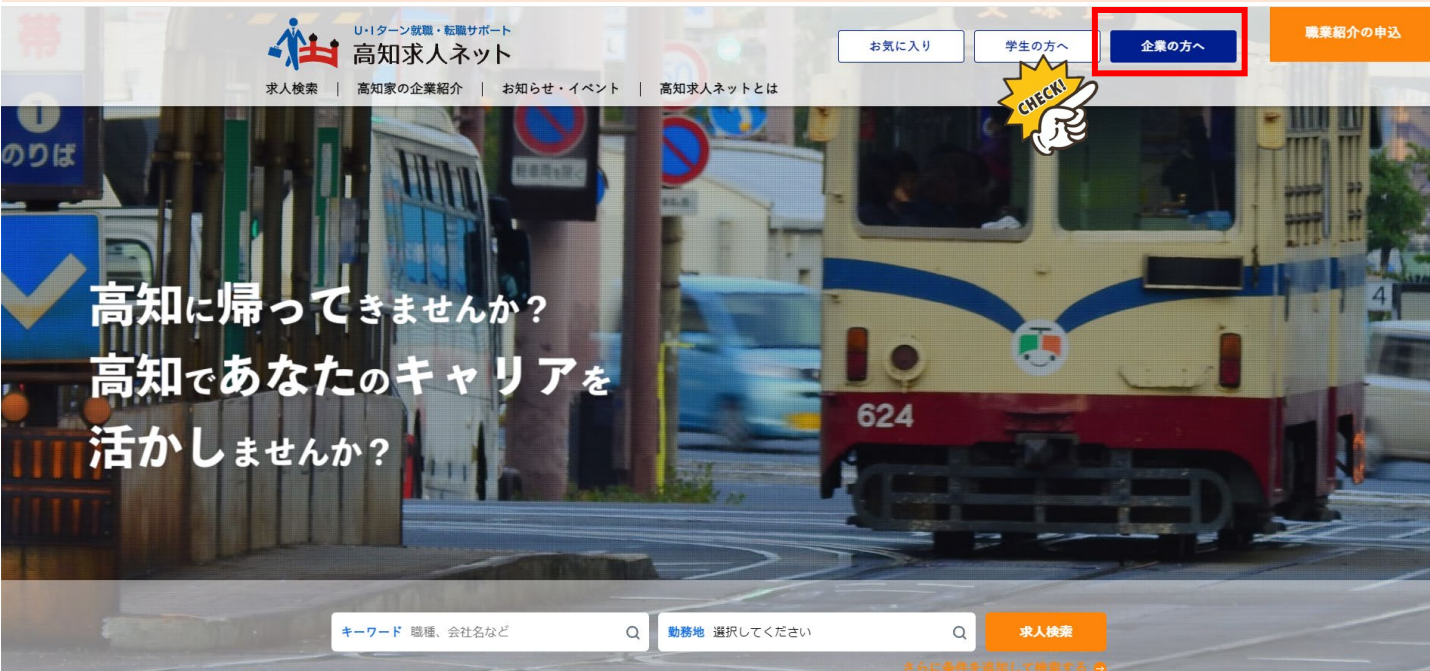 U・Iターン就職・転職サポート
高知求人ネット
お気に入り
学生の方へ
企業の方へ
職業紹介の申込
求人検索 | 高知家の企業紹介 | お知らせ・イベント | 高知求人ネットとは
CHECK!
1
のりば
高知に帰ってきませんか？
高知であなたのキャリアを
活かしませんか？
624
4
キーワード 職種、会社名など
勤務地 選択してください
求人検索